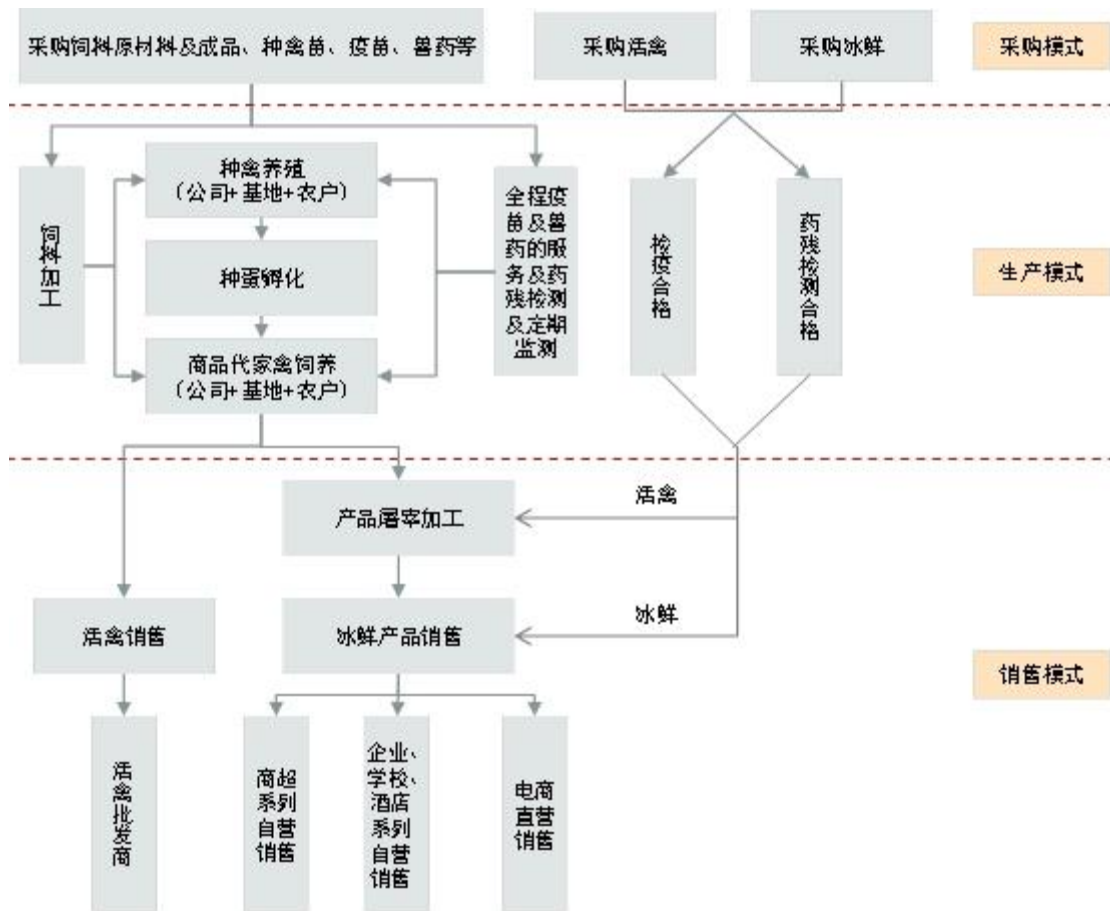 采购饲料原材料及成品、种禽苗、疫苗、兽药等
采购活禽
采购冰鲜
采购模式
饲料加工
种禽养殖
（公司+基地+农户）
种蛋孵化
商品代家禽饲养
（公司+基地+农户）
全程疫
苗及兽
药的服
务及药
残检测
及定期
监测
检疫合格
药残检测合格
生产模式
产品屠宰加工
活禽
活禽销售
冰鲜产品销售
冰鲜
销售模式
活禽批发商
商超
系列
自营
销售
企业、
学校、
酒店
系列
自营
销售
电商
直营
销售